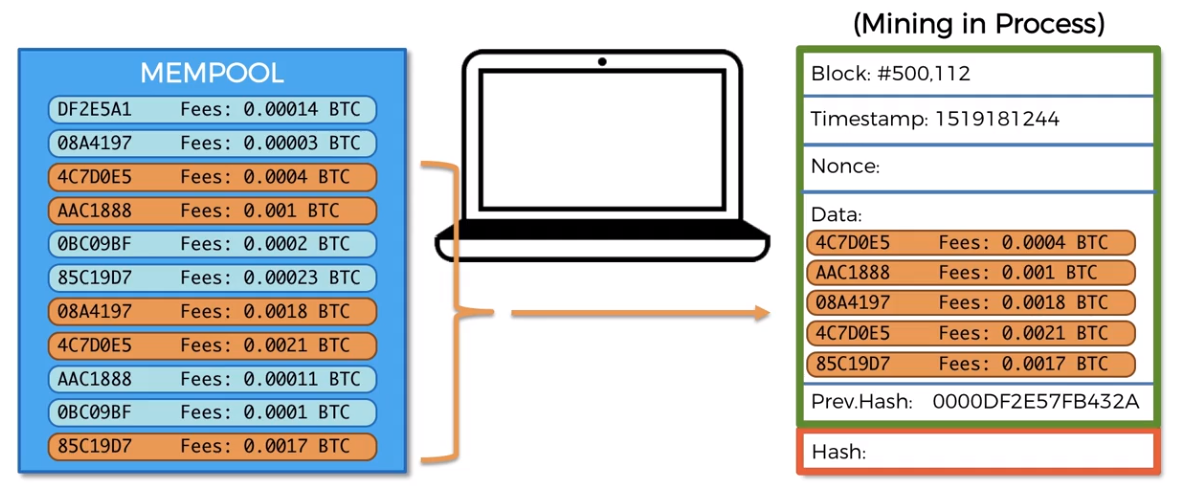 MEMPOOL
DF2E5A1 Fees: 0.00014 BTC
08A4197 Fees: 0.00003 BTC
4C7D0E5 Fees: 0.0004 BTC
AAC1888 Fees: 0.001 BTC
0BC09BF Fees: 0.0002 BTC
85C19D7 Fees: 0.00023 BTC
08A4197 Fees: 0.0018 BTC
4C7D0E5 Fees: 0.0021 BTC
AAC1888 Fees: 0.00011 BTC
0BC09BF Fees: 0.0001 BTC
85C19D7 Fees: 0.0017 BTC
(Mining in Process)
Block: #500,112
Timestamp: 1519181244
Nonce:
Data:
4C7D0E5 Fees: 0.0004 BTC
AAC1888 Fees: 0.001 BTC
08A4197 Fees: 0.0018 BTC
4C7D0E5 Fees: 0.0021 BTC
85C19D7 Fees: 0.0017 BTC
Prev.Hash: 0000DF2E57FB432A
Hash: